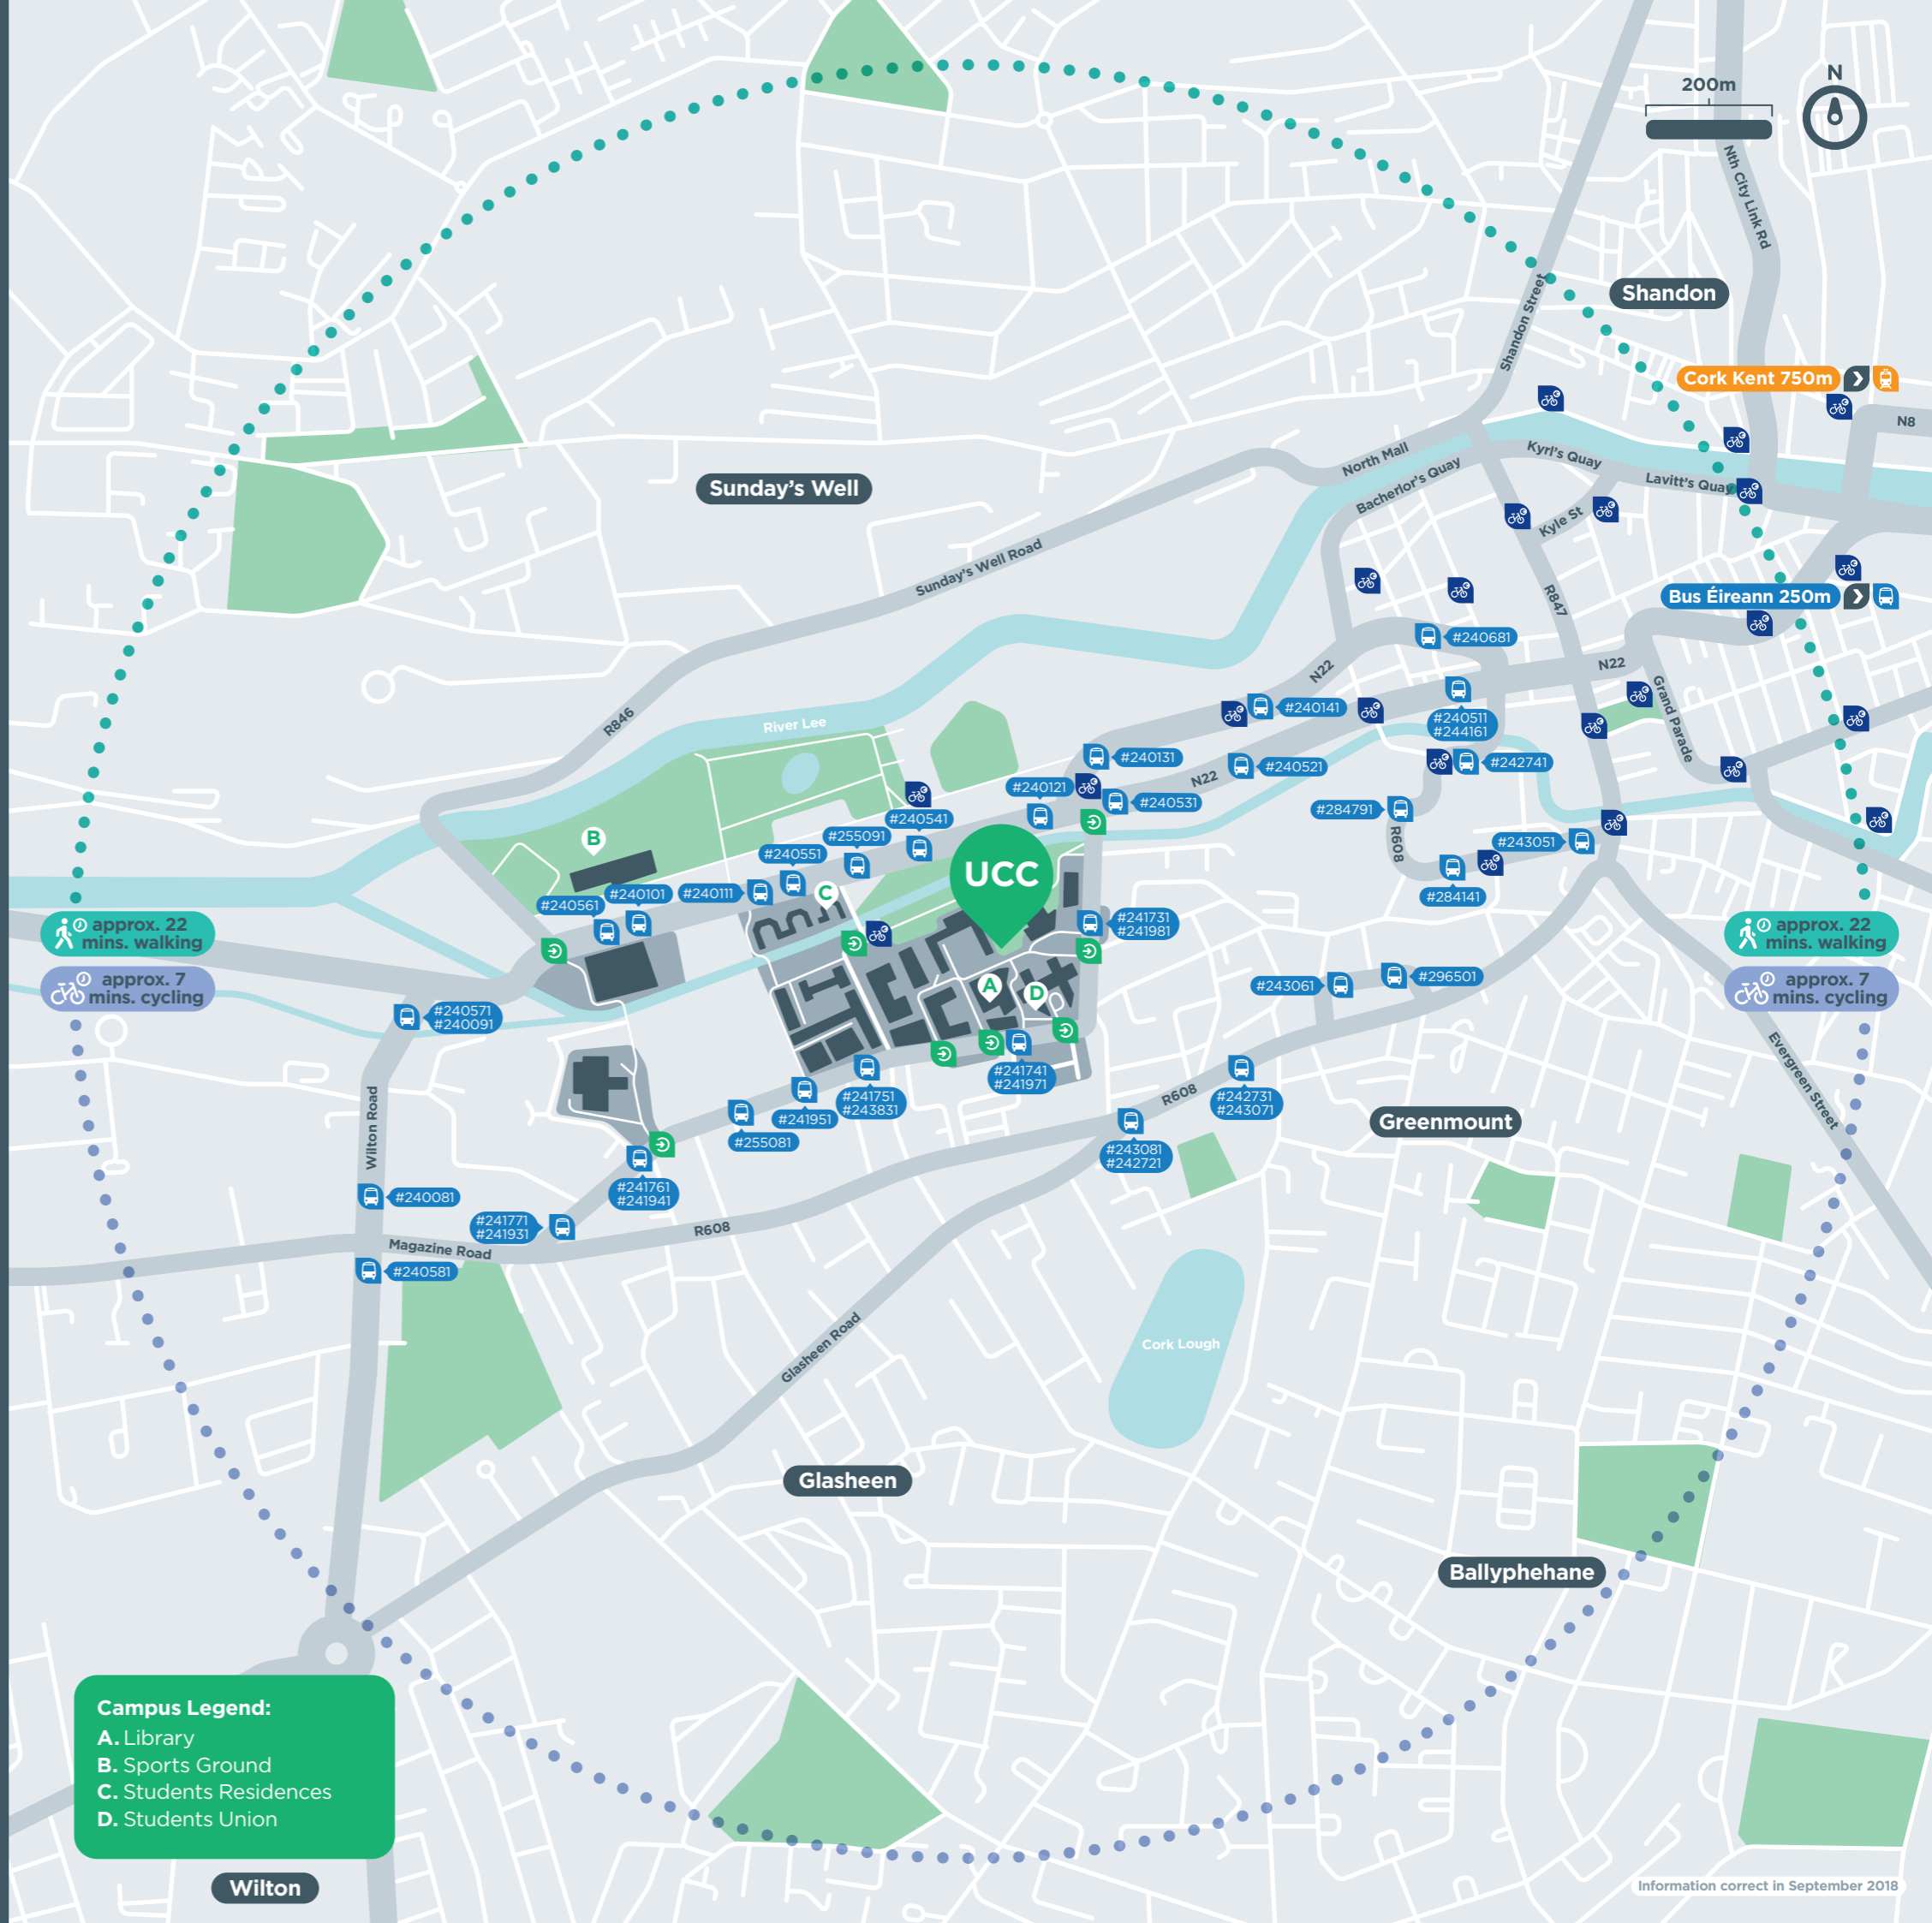 200m
N
Nth City Link Rd
Shandon
Shandon Street
Cork Kent 750m
N8
North Mall
Bacherlor's Quay
Kyrl's Quay
Lavitt's Quay
Kyle St
Sunday's Well
Sunday's Well Road
R847
Bus Éireann 250m
#240681
N22
N22
Grand Parade
R846
River Lee
#240141
#240511
#244161
#240131
N22
#240521
#242741
#240121
#240531
#284791
#240541
#255091
#240551
R608
#243051
B
UCC
#240101
#240111
C
#284141
#240561
approx. 22
mins. walking
#241731
#241981
approx. 22
mins. walking
approx. 7
mins. cycling
A
D
#243061
#296501
approx. 7
mins. cycling
#240571
#240091
#241741
#241971
Evergreen Street
Wilton Road
#241751
#243831
#241951
#255081
R608
#242731
#243071
Greenmount
#243081
#242721
#241761
#241941
#240081
#241771
#241931
R608
Magazine Road
#240581
Glasheen Road
Cork Lough
Glasheen
Ballyphehane
Campus Legend:
A. Library
B. Sports Ground
C. Students Residences
D. Students Union
Wilton
Information correct in September 2018